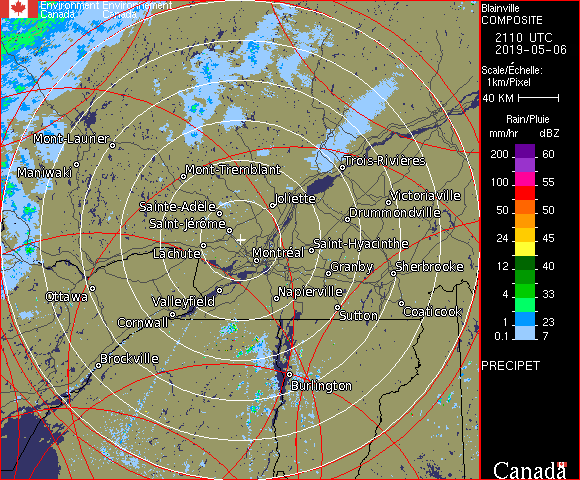 Environment Environnement
Canada Canada
Blainville
COMPOSITE
2110 UTC
2019-05-06
Scale/Échelle:
1km/Pixel
40 KM
Rain/Pluie
mm/hr dBZ
200 60
150 57
100 55
50 50
24 45
12 40
4 33
1 23
0.1 7
PRECIPET
Canada
Mont-Laurier
Maniwaki
Mont-Tremblant
Trois-Rivières
Sainte-Adèle
Joliette
Victoriaville
Saint-Jérôme
Drummondville
Lachute
Montréal
Saint-Hyacinthe
Granby
Sherbrooke
Ottawa
Valleyfield
Napierville
Cornwall
Sutton
Coaticook
Brockville
Burlington